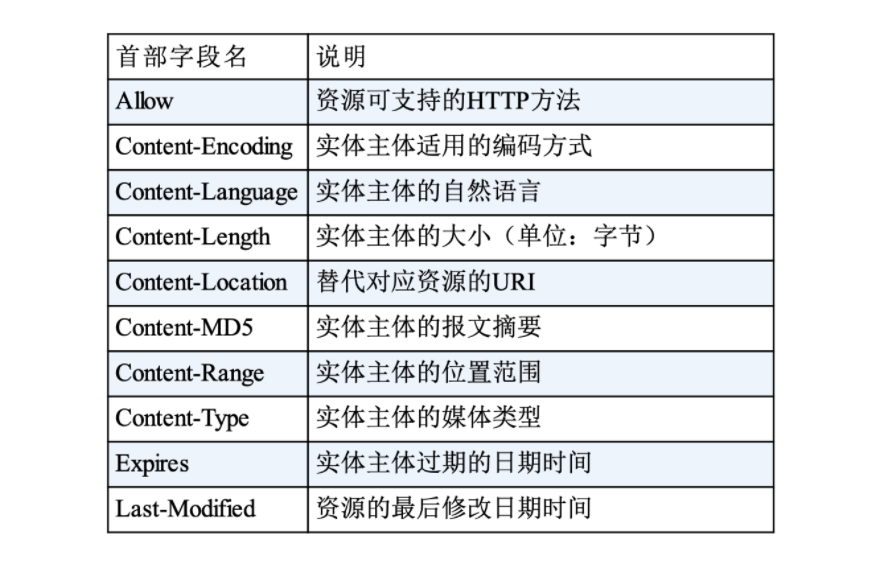 首部字段名 说明
Allow 资源可支持的HTTP方法
Content-Encoding 实体主体适用的编码方式
Content-Language 实体主体的自然语言
Content-Length 实体主体的大小（单位：字节）
Content-Location 替代对应资源的URI
Content-MD5 实体主体的报文摘要
Content-Range 实体主体的位置范围
Content-Type 实体主体的媒体类型
Expires 实体主体过期的日期时间
Last-Modified 资源的最后修改日期时间